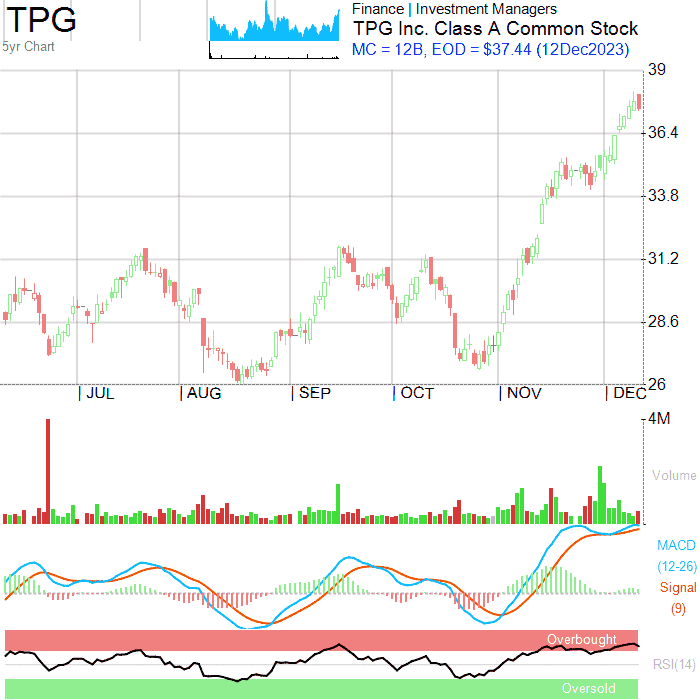 TPG
5yr Chart
Finance | Investment Managers
TPG Inc. Class A Common Stock
MC = 12B, EOD = $37.44 (12Dec2023)
39
36.4
33.8
31.2
28.6
26
| JUL | AUG | SEP | OCT | NOV | DEC
4M
Volume
MACD
(12-26)
Signal
(9)
Overbought
RSI(14)
Oversold